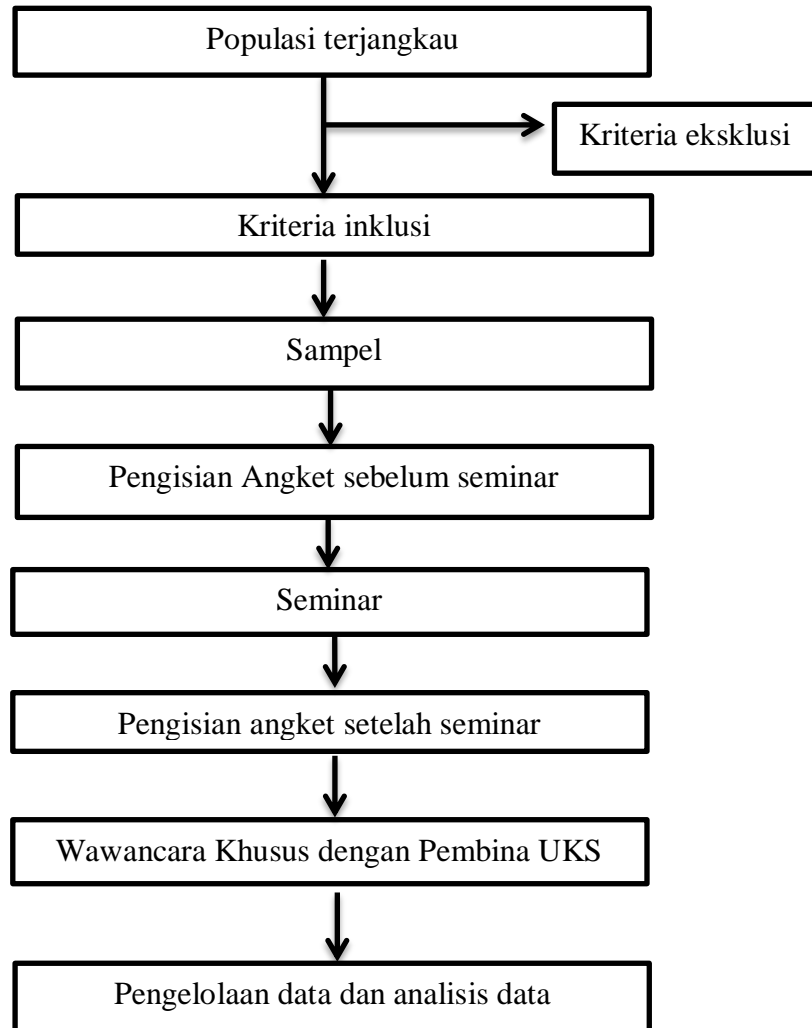 Populasi terjangkau
Kriteria eksklusi
Kriteria inklusi
Sampel
Pengisian Angket sebelum seminar
Seminar
Pengisian angket setelah seminar
Wawancara Khusus dengan Pembina UKS
Pengelolaan data dan analisis data